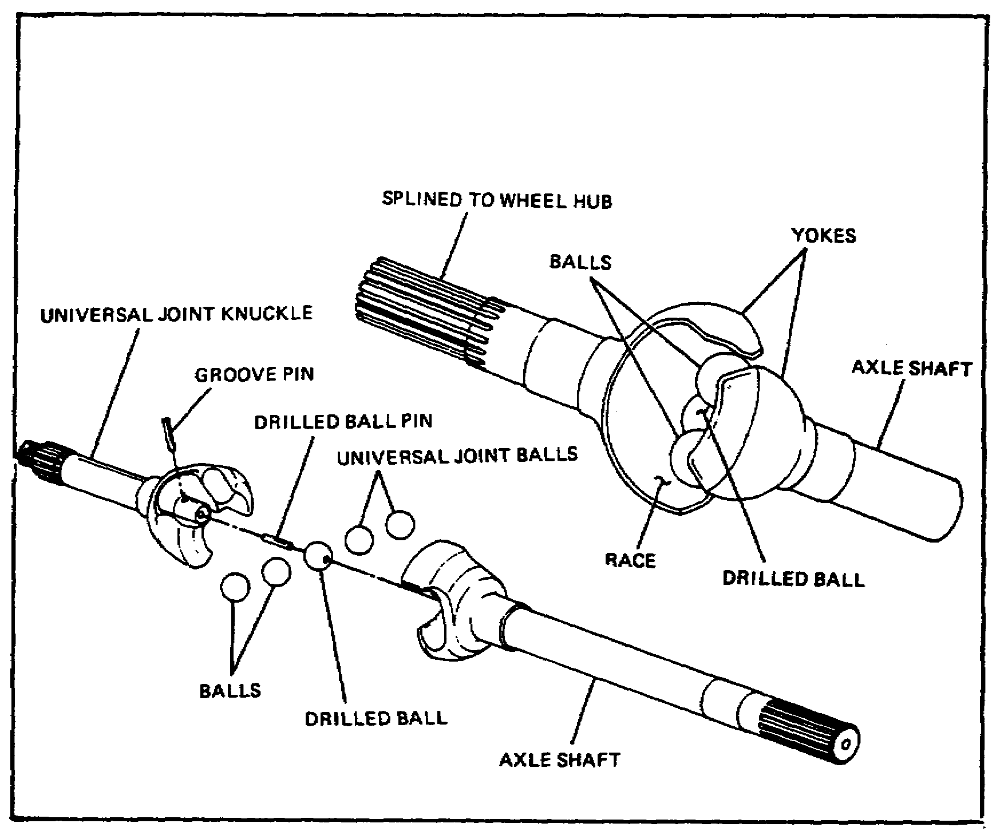 SPLINED TO WHEEL HUB
YOKES
BALLS
UNIVERSAL JOINT KNUCKLE
GROOVE PIN
AXLE SHAFT
DRILLED BALL PIN
UNIVERSAL JOINT BALLS
RACE
DRILLED BALL
BALLS
DRILLED BALL
AXLE SHAFT